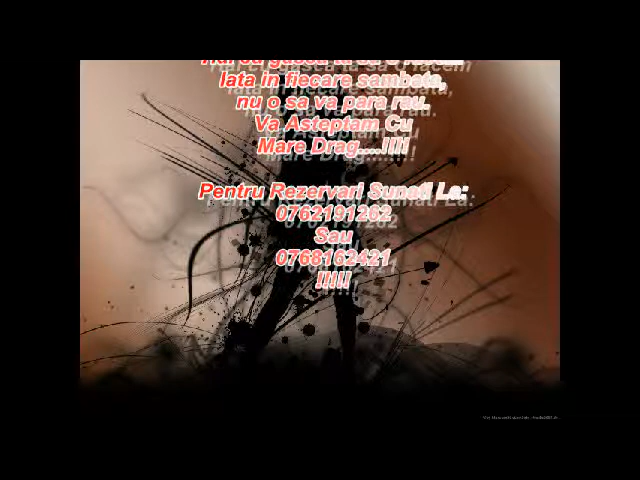 Iata in fiecare sambata,
nu o sa va para rau.
Va Asteptam Cu
Mare Drag....!!!!
Pentru Rezervari Sunati La:
0762191262
Sau
0768162421
!!!!!